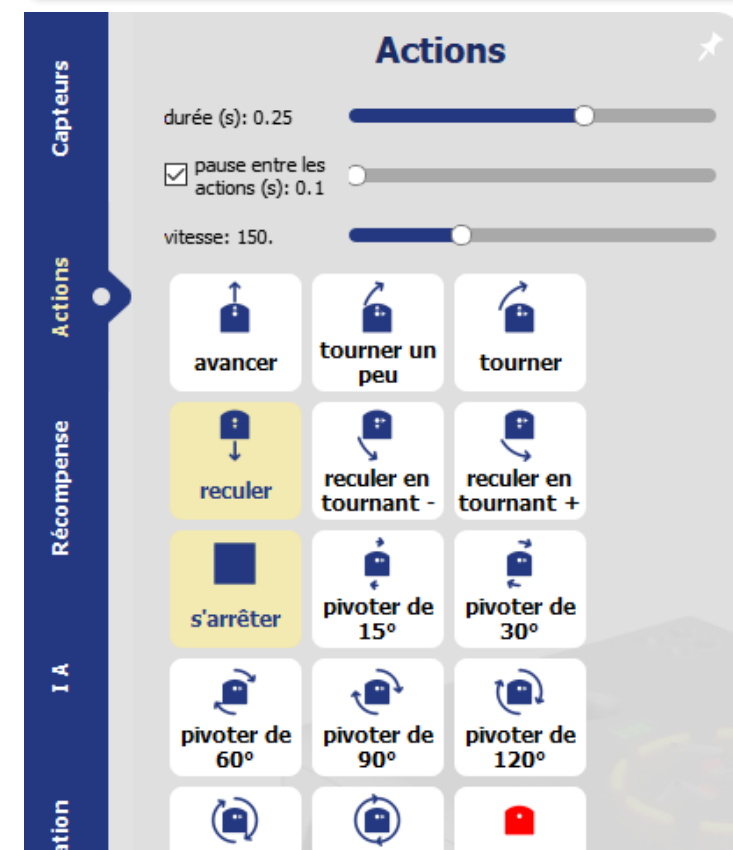 Capteurs
Actions
Récompense
I A
Actions
durée (s): 0.25
pause entre les
actions (s): 0.1
vitesse: 150.
avancer
tourner un
peu
tourner
reculer
reculer en
tournant -
reculer en
tournant +
s'arrêter
pivoter de
15°
pivoter de
30°
pivoter de
60°
pivoter de
90°
pivoter de
120°